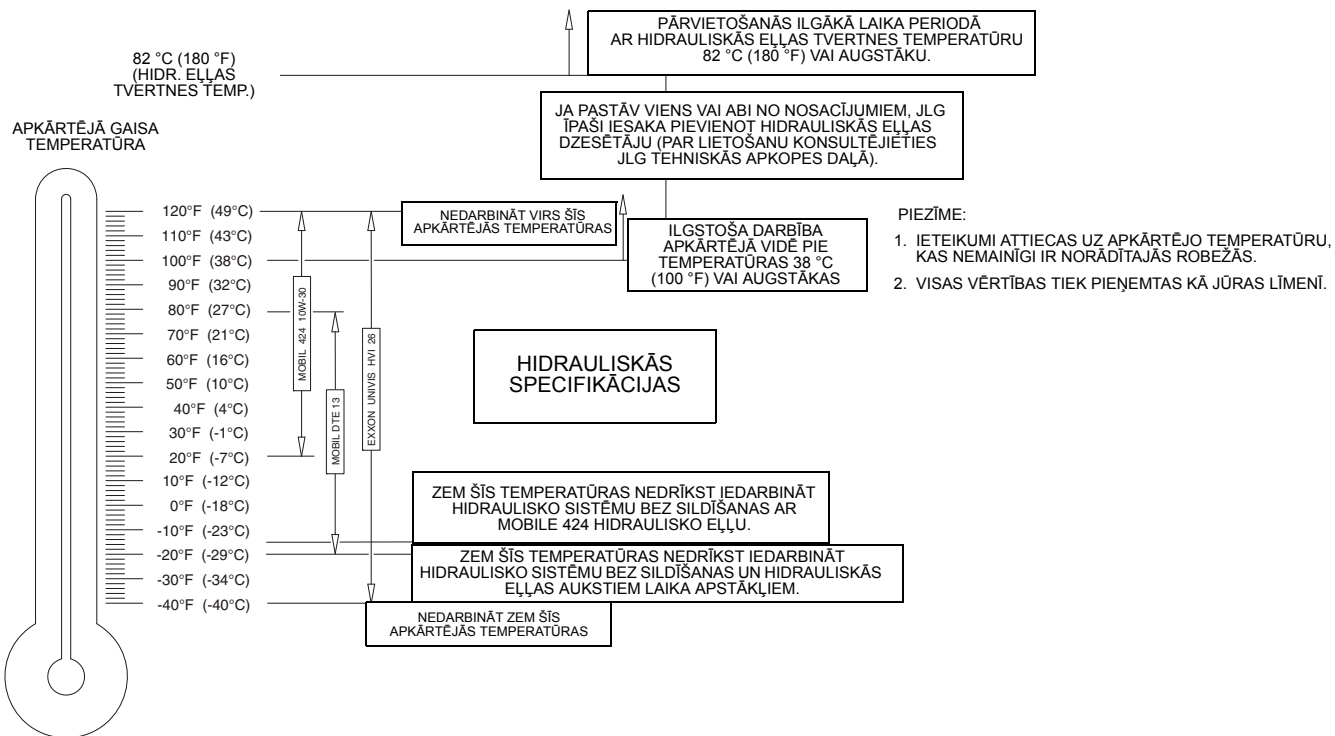 82 °C (180 °F)
(HIDR. EĻĻAS
TVERTNES TEMP.)
PĀRVIETOŠANĀS ILGĀKĀ LAIKA PERIODĀ
AR HIDRAULISKĀS EĻĻAS TVERTNES TEMPERATŪRU
82 °C (180 °F) VAI AUGSTĀKU.
JA PASTĀV VIENS VAI ABI NO NOSACĪJUMIEM, JLG
ĪPAŠI IESAKA PIEVIENOT HIDRAULISKĀS EĻĻAS
DZESĒTĀJU (PAR LIETOŠANU KONSULTĒJIETIES
JLG TEHNISKĀS APKOPES DAĻĀ).
APKĀRTĒJĀ GAISA
TEMPERATŪRA
120°F (49°C)
110°F (43°C)
100°F (38°C)
90°F (32°C)
80°F (27°C)
70°F (21°C)
60°F (16°C)
50°F (10°C)
40°F (4°C)
30°F (-1°C)
20°F (-7°C)
10°F (-12°C)
0°F (-18°C)
-10°F (-23°C)
-20°F (-29°C)
-30°F (-34°C)
-40°F (-40°C)
MOBIL 424 10W-30
MOBIL DTE 13
EXXON UNIVIS HVI 26
NEDARBINĀT VIRS ŠĪS
APKĀRTĒJĀS TEMPERATŪRAS
ILGSTOŠA DARBĪBA
APKĀRTĒJĀ VIDĒ PIE
TEMPERATŪRAS 38 °C
(100 °F) VAI AUGSTĀKAS
PIEZĪME:
1. IETEIKUMI ATTIECAS UZ APKĀRTĒJO TEMPERATŪRU,
KAS NEMAINĪGI IR NORĀDĪTAJĀS ROBEŽĀS.
2. VISAS VĒRTĪBAS TIEK PIEŅEMTAS KĀ JŪRAS LĪMENĪ.
HIDRAULISKĀS
SPECIFIKĀCIJAS
ZEM ŠĪS TEMPERATŪRAS NEDRĪKST IEDARBINĀT
HIDRAULISKO SISTĒMU BEZ SILDĪŠANAS AR
MOBILE 424 HIDRAULISKO EĻĻU.
ZEM ŠĪS TEMPERATŪRAS NEDRĪKST IEDARBINĀT
HIDRAULISKO SISTĒMU BEZ SILDĪŠANAS UN HIDRAULISKĀS
EĻĻAS AUKSTIEM LAIKA APSTĀKĻIEM.
NEDARBINĀT ZEM ŠĪS
APKĀRTĒJĀS TEMPERATŪRAS